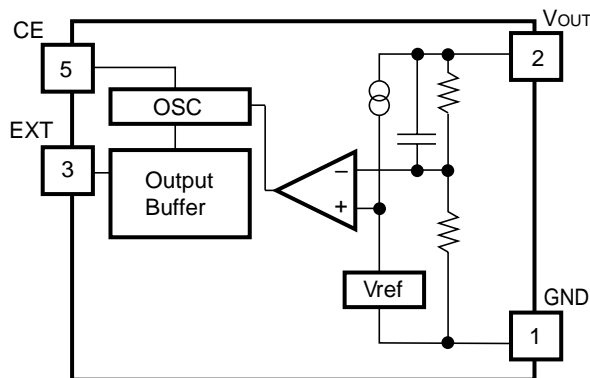 CE
VOUT
5
2
OSC
EXT
3
Output
Buffer
−
+
Vref
GND
1